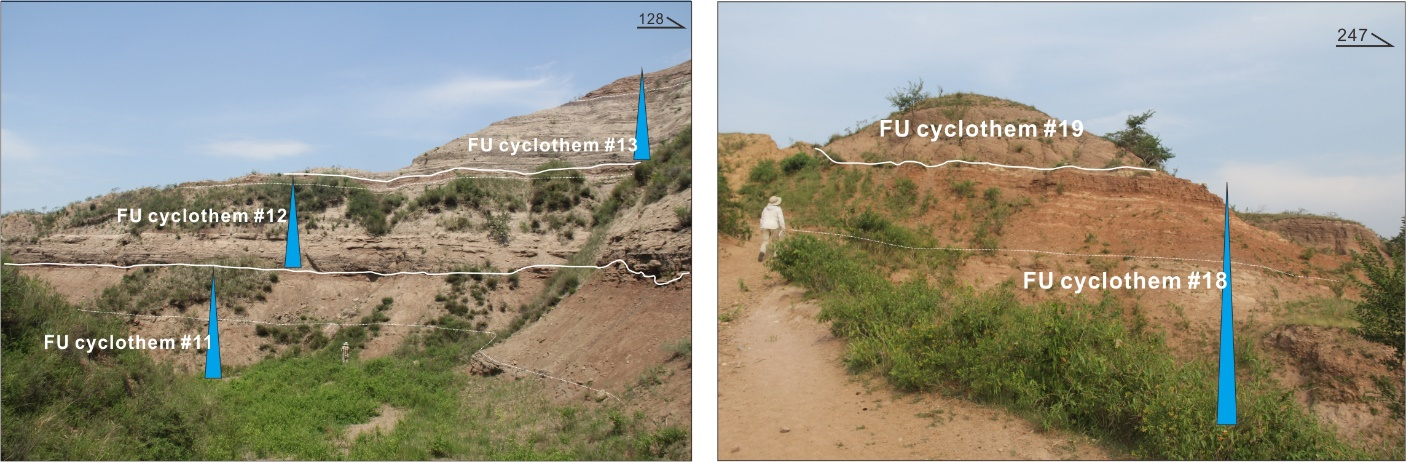 128
FU cyclothem #13
FU cyclothem #12
FU cyclothem #11
247
FU cyclothem #19
FU cyclothem #18